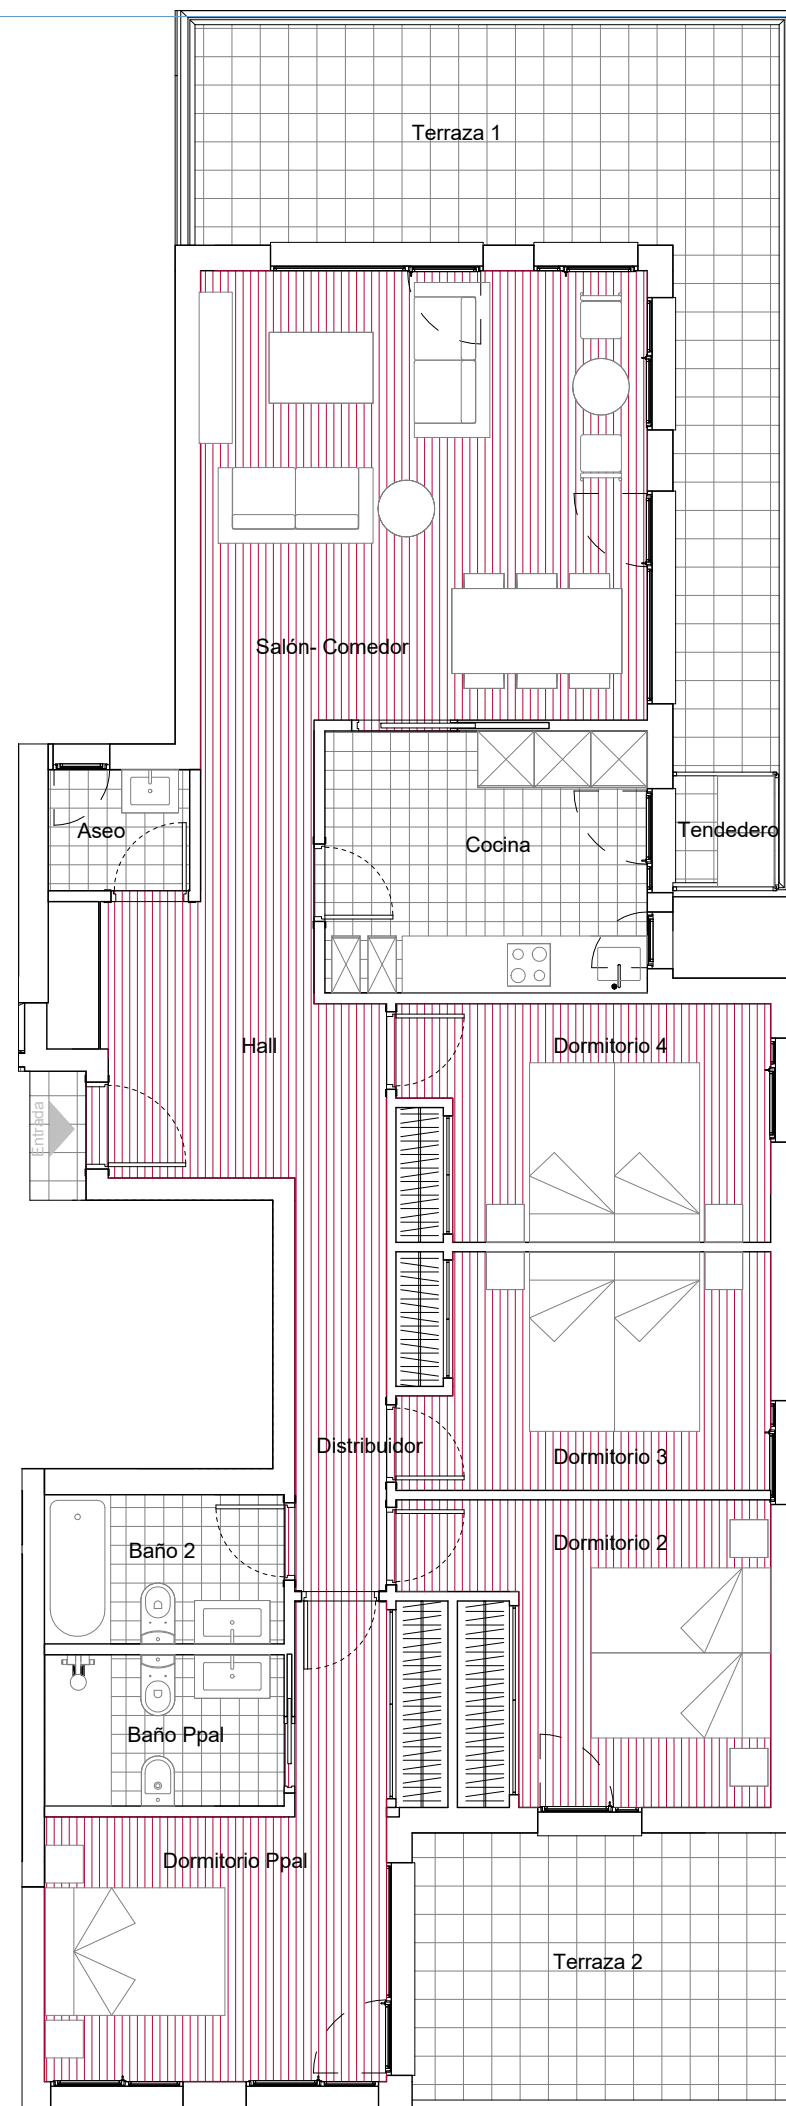 Terraza 1
Salón- Comedor
Aseo
Cocina
Tendedero
Hall
Dormitorio 4
Entrada
Distribuidor
Dormitorio 3
Dormitorio 2
Baño 2
Baño Ppal
Dormitorio Ppal
Terraza 2